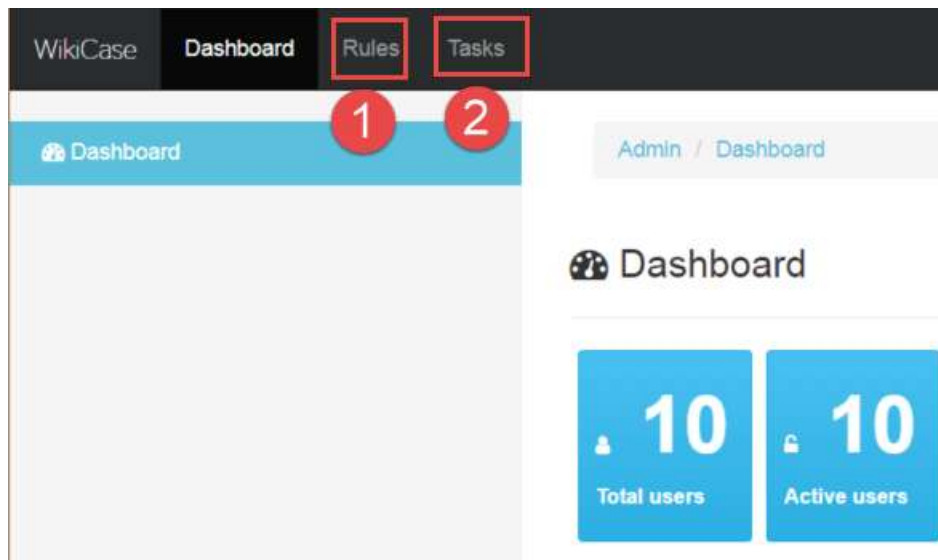 WikiCase Dashboard Rules Tasks
1 2
Dashboard
Admin / Dashboard
Dashboard
10 10
Total users Active users